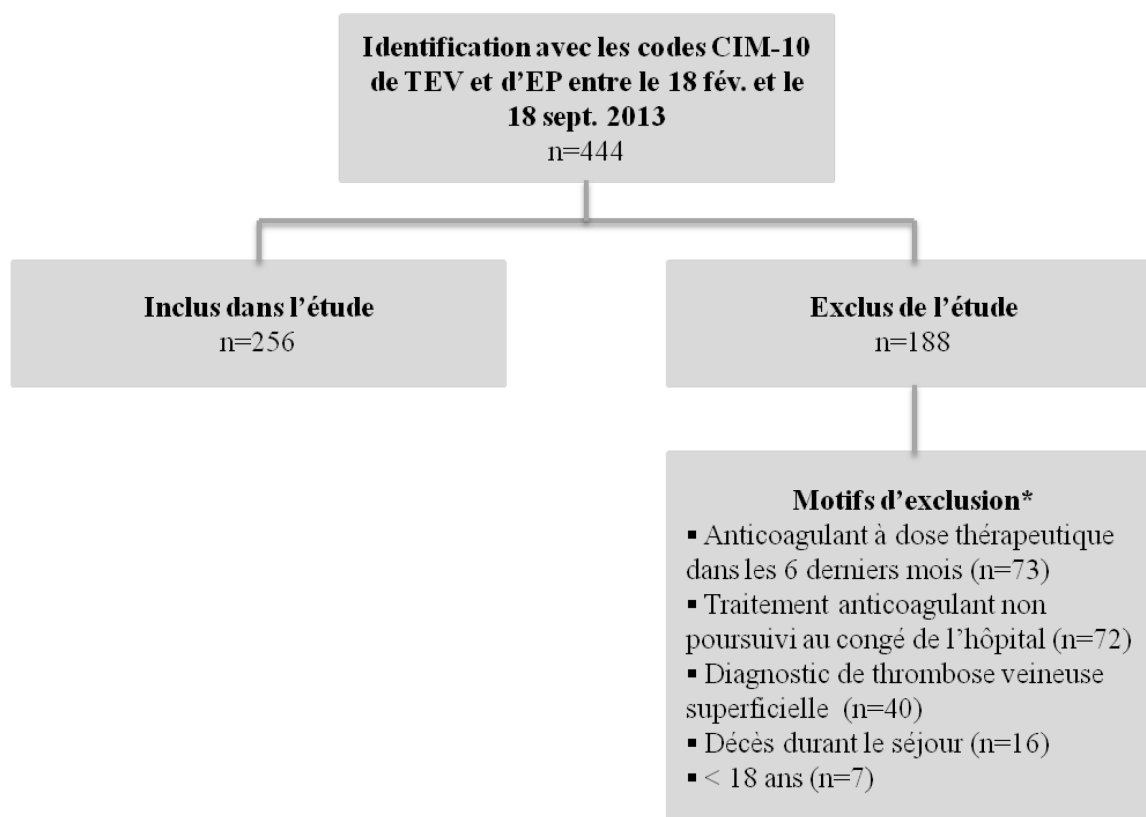 Identification avec les codes CIM-10
de TEV et d’EP entre le 18 fév. et le
18 sept. 2013
n=444
Inclus dans l’étude
n=256
Exclus de l’étude
n=188
Motifs d’exclusion*
▪ Anticoagulant à dose thérapeutique
dans les 6 derniers mois (n=73)
▪ Traitement anticoagulant non
poursuivi au congé de l’hôpital (n=72)
▪ Diagnostic de thrombose veineuse
superficielle (n=40)
▪ Décès durant le séjour (n=16)
▪ < 18 ans (n=7)